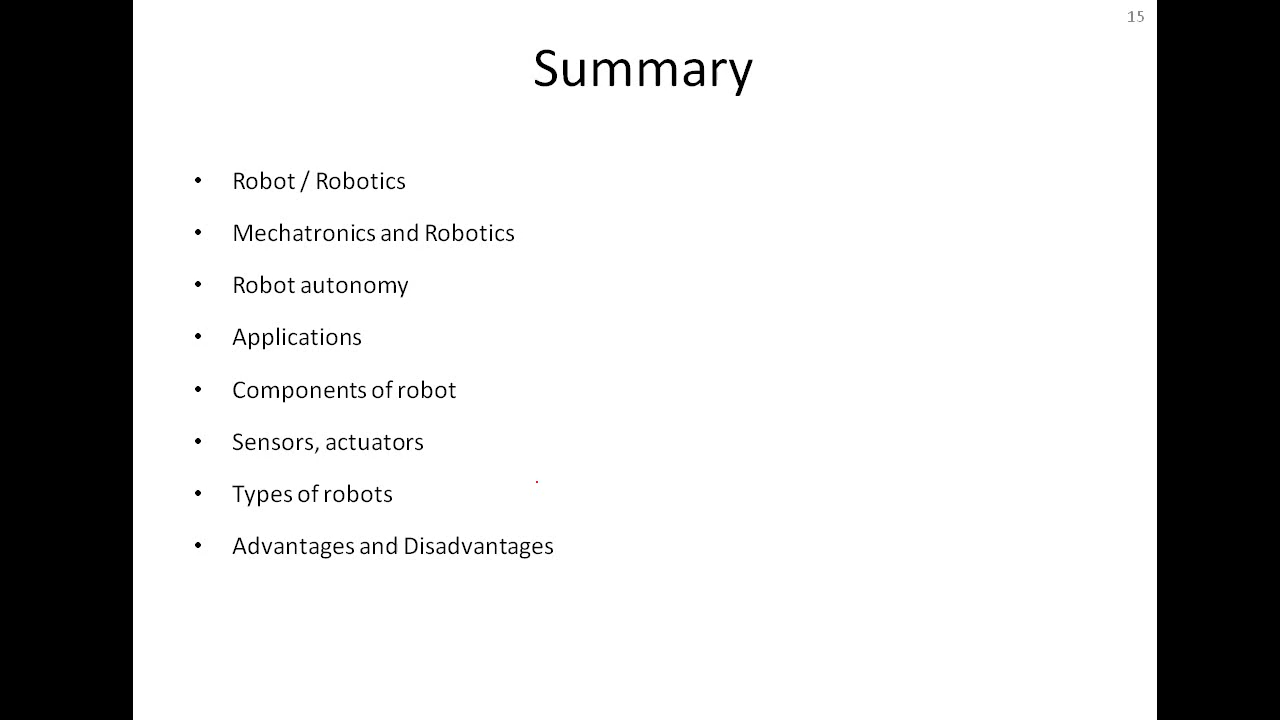 15
Summary
• Robot / Robotics
• Mechatronics and Robotics
• Robot autonomy
• Applications
• Components of robot
• Sensors, actuators
• Types of robots
• Advantages and Disadvantages